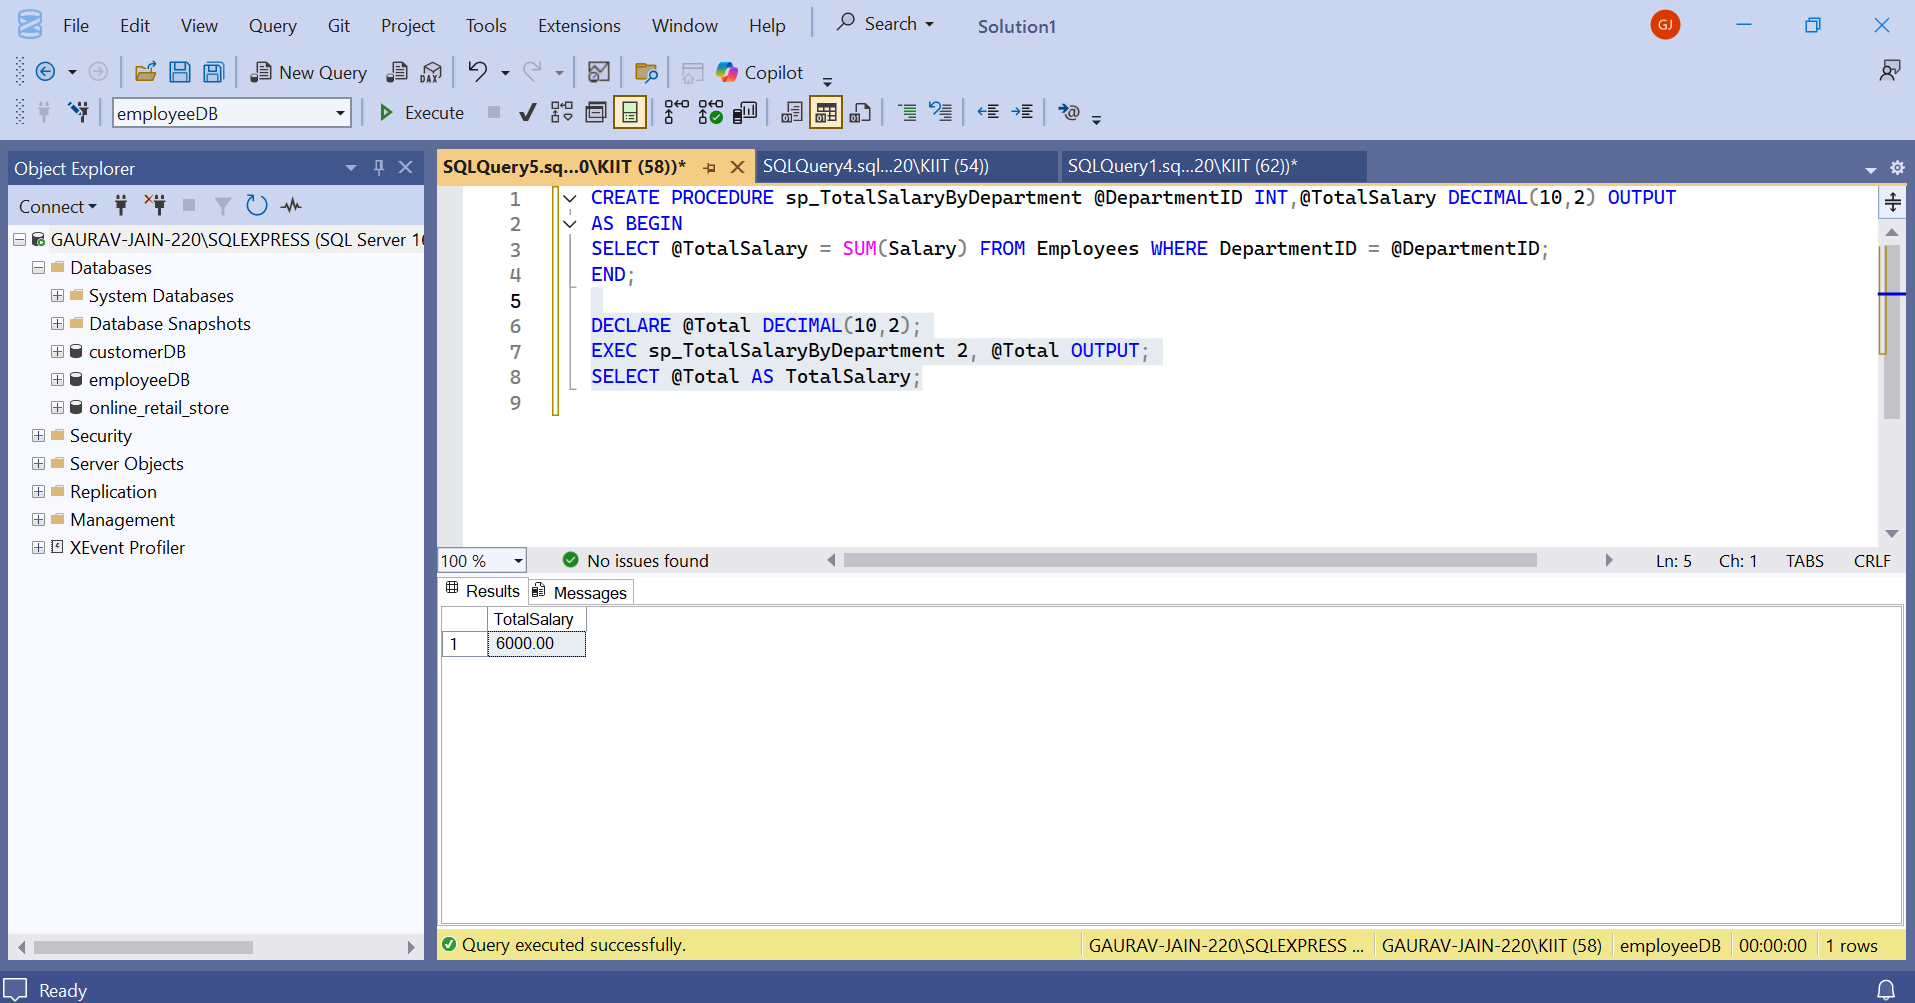 File Edit View Query Git Project Tools Extensions Window Help Search Solution1 GJ
New Query DAX Copilot
employeeDB Execute
Object Explorer
Connect
GAURAV-JAIN-220\SQLEXPRESS (SQL Server 16
Databases
System Databases
Database Snapshots
customerDB
employeeDB
online_retail_store
Security
Server Objects
Replication
Management
XEvent Profiler
SQLQuery5.sq...0\KIIT (58))* SQLQuery4.sql...20\KIIT (54)) SQLQuery1.sq...20\KIIT (62))*
1 CREATE PROCEDURE sp_TotalSalaryByDepartment @DepartmentID INT,@TotalSalary DECIMAL(10,2) OUTPUT
2 AS BEGIN
3 SELECT @TotalSalary = SUM(Salary) FROM Employees WHERE DepartmentID = @DepartmentID;
4 END;
5
6 DECLARE @Total DECIMAL(10,2);
7 EXEC sp_TotalSalaryByDepartment 2, @Total OUTPUT;
8 SELECT @Total AS TotalSalary;
9
100 % No issues found Ln: 5 Ch: 1 TABS CRLF
Results Messages
TotalSalary
1 6000.00
Query executed successfully. GAURAV-JAIN-220\SQLEXPRESS ... GAURAV-JAIN-220\KIIT (58) employeeDB 00:00:00 1 rows
Ready